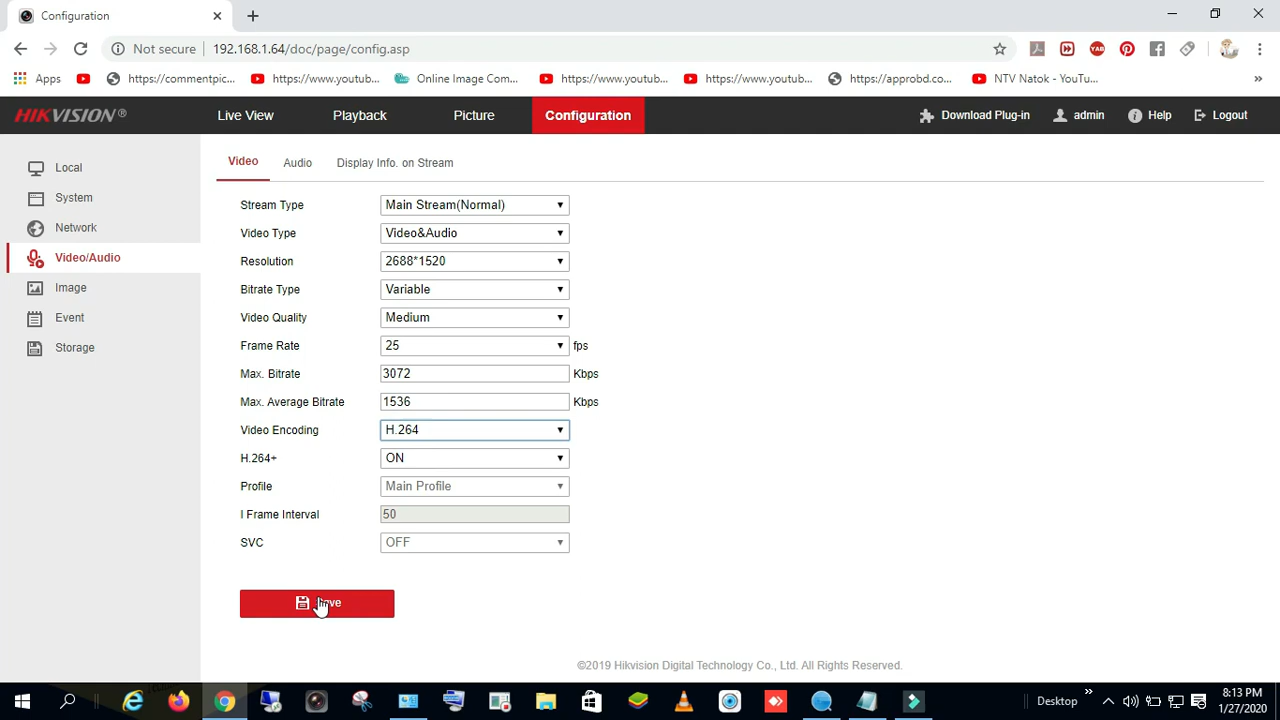 Configuration
Not secure 192.168.1.64/doc/page/config.asp
YAB
Apps https://commentpic... https://www.youtub... Online Image Com... https://www.youtub... https://www.youtub... https://approbd.co... NTV Natok - YouTu... »
HIKVISION® Live View Playback Picture Configuration Download Plug-in admin Help Logout
Local
System
Network
Video/Audio
Image
Event
Storage
Video Audio Display Info. on Stream
Stream Type Main Stream(Normal)
Video Type Video&Audio
Resolution 2688*1520
Bitrate Type Variable
Video Quality Medium
Frame Rate 25 fps
Max. Bitrate 3072 Kbps
Max. Average Bitrate 1536 Kbps
Video Encoding H.264
H.264+ ON
Profile Main Profile
I Frame Interval 50
SVC OFF
©2019 Hikvision Digital Technology Co., Ltd. All Rights Reserved.
Desktop »
8:13 PM
1/27/2020